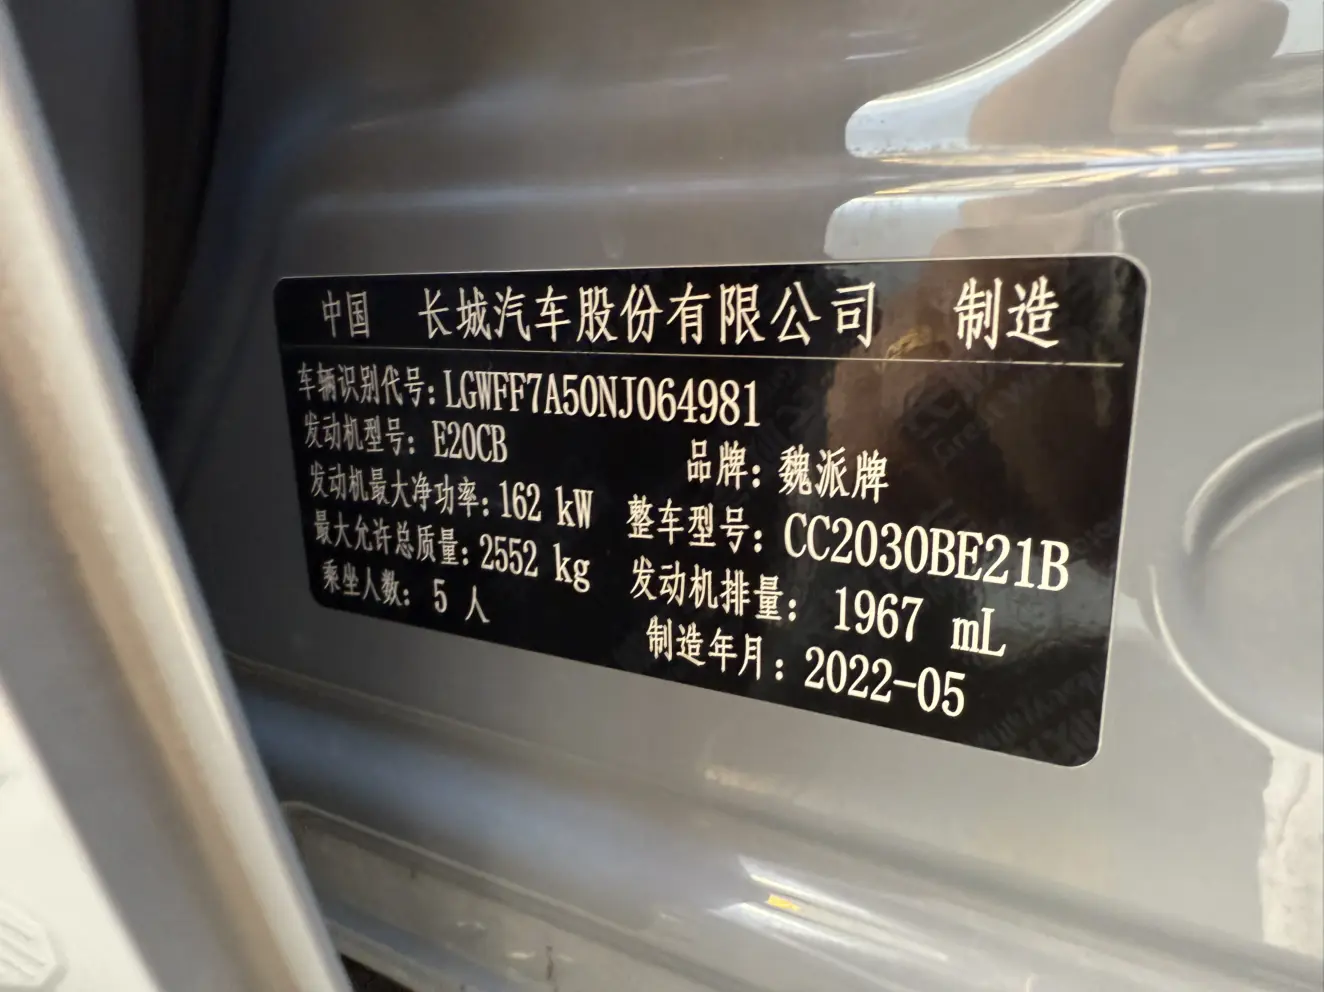 中国 长城汽车股份有限公司 制造
车辆识别代号: LGWFF7A50NJ064981
发动机型号: E20CB 品牌: 魏派牌
发动机最大净功率: 162 kW 整车型号: CC2030BE21B
最大允许总质量: 2552 kg 发动机排量: 1967 mL
乘坐人数: 5 人 制造年月: 2022-05